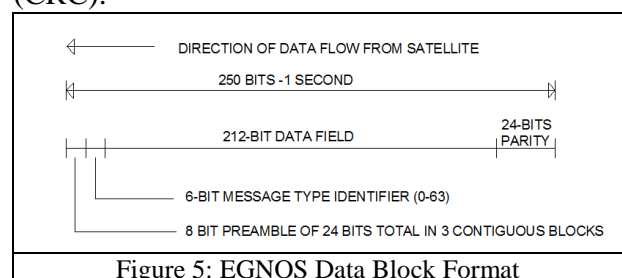 (CRC).
DIRECTION OF DATA FLOW FROM SATELLITE
250 BITS -1 SECOND
212-BIT DATA FIELD
24-BITS
PARITY
6-BIT MESSAGE TYPE IDENTIFIER (0-63)
8 BIT PREAMBLE OF 24 BITS TOTAL IN 3 CONTIGUOUS BLOCKS
Figure 5: EGNOS Data Block Format